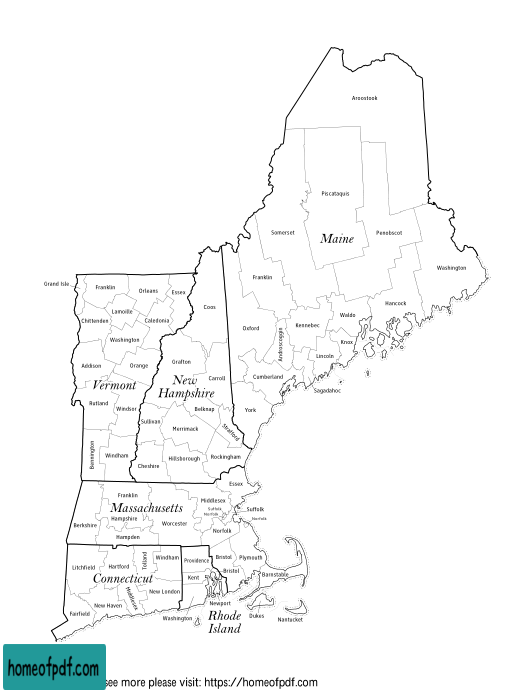 Aroostook
Piscataquis
Somerset
Maine
Penobscot
Washington
Franklin
Hancock
Waldo
Kennebec
Oxford
Androscoggin
Knox
Lincoln
Cumberland
Sagadahoc
York
Grand Isle
Franklin
Orleans
Essex
Lamoille
Chittenden
Caledonia
Washington
Addison
Orange
Vermont
Rutland
Windsor
Bennington
Windham
Coos
Grafton
Carroll
New
Hampshire
Belknap
Sullivan
Merrimack
Strafford
Hillsborough
Rockingham
Cheshire
Essex
Franklin
Middlesex
Massachusetts
Suffolk
Suffolk
Norfolk
Norfolk
Hampshire
Worcester
Berkshire
Hampden
Norfolk
Bristol
Plymouth
Bristol
Barnstable
Dukes
Nantucket
Litchfield
Hartford
Tolland
Windham
Connecticut
Middlesex
New London
New Haven
Fairfield
Providence
Kent
Newport
Washington
Rhode
Island
homeofpdf.com
see more please visit: https://homeofpdf.com